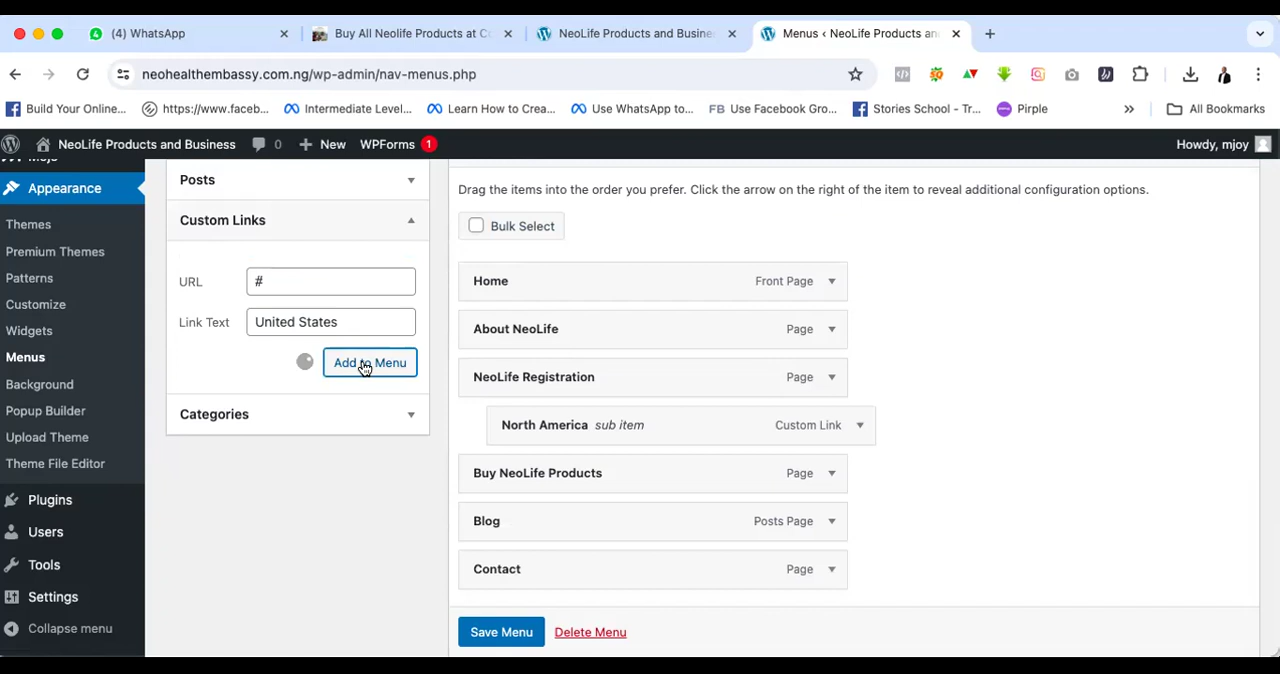 (4) WhatsApp
Buy All Neolife Products at Co
NeoLife Products and Busine
Menus ‹ NeoLife Products an
neohealthembassy.com.ng/wp-admin/nav-menus.php
Build Your Online...
https://www.faceb...
Intermediate Level...
Learn How to Crea...
Use WhatsApp to...
FB Use Facebook Gro...
Stories School - Tr...
Pirple
»
All Bookmarks
NeoLife Products and Business
0
New
WPForms 1
Howdy, mjoy
Appearance
Themes
Premium Themes
Patterns
Customize
Widgets
Menus
Background
Popup Builder
Upload Theme
Theme File Editor
Plugins
Users
Tools
Settings
Collapse menu
Posts
Custom Links
URL #
Link Text United States
Add to Menu
Categories
Drag the items into the order you prefer. Click the arrow on the right of the item to reveal additional configuration options.
Bulk Select
Home Front Page
About NeoLife Page
NeoLife Registration Page
North America sub item Custom Link
Buy NeoLife Products Page
Blog Posts Page
Contact Page
Save Menu Delete Menu